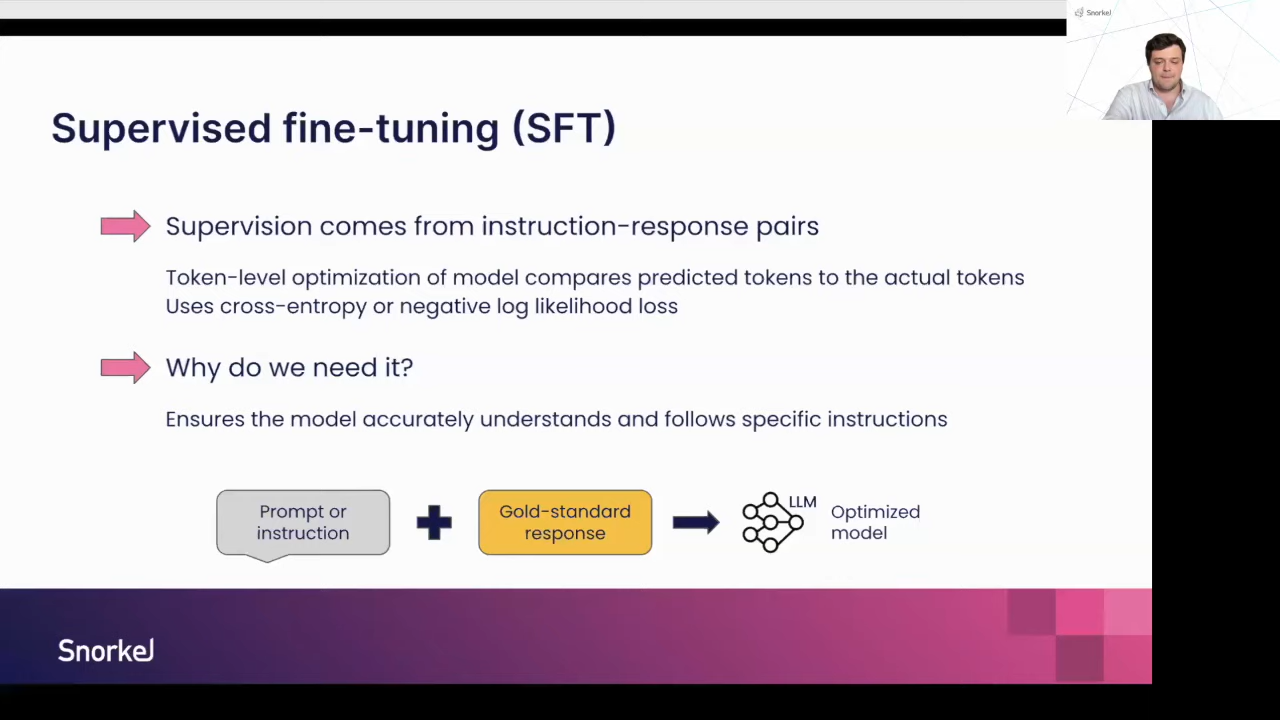 Snorkel
Supervised fine-tuning (SFT)
Supervision comes from instruction-response pairs
Token-level optimization of model compares predicted tokens to the actual tokens
Uses cross-entropy or negative log likelihood loss
Why do we need it?
Ensures the model accurately understands and follows specific instructions
Prompt or
instruction
Gold-standard
response
LLM
Optimized
model
Snorkel